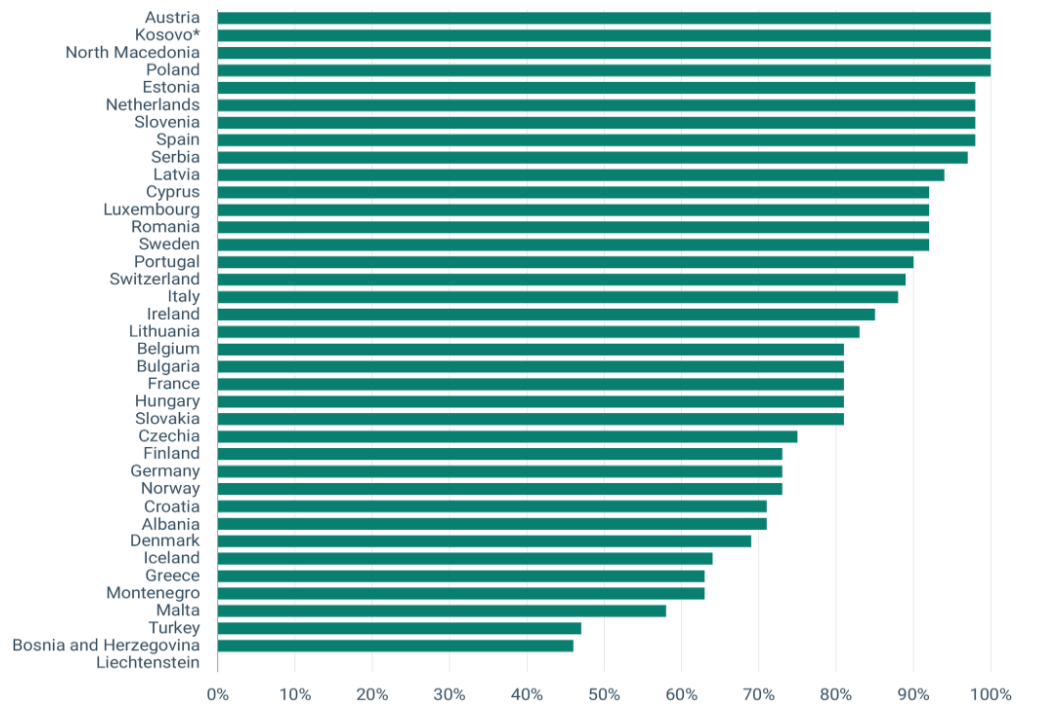 Austria
Kosovo*
North Macedonia
Poland
Estonia
Netherlands
Slovenia
Spain
Serbia
Latvia
Cyprus
Luxembourg
Romania
Sweden
Portugal
Switzerland
Italy
Ireland
Lithuania
Belgium
Bulgaria
France
Hungary
Slovakia
Czechia
Finland
Germany
Norway
Croatia
Albania
Denmark
Iceland
Greece
Montenegro
Malta
Turkey
Bosnia and Herzegovina
Liechtenstein
0% 10% 20% 30% 40% 50% 60% 70% 80% 90% 100%